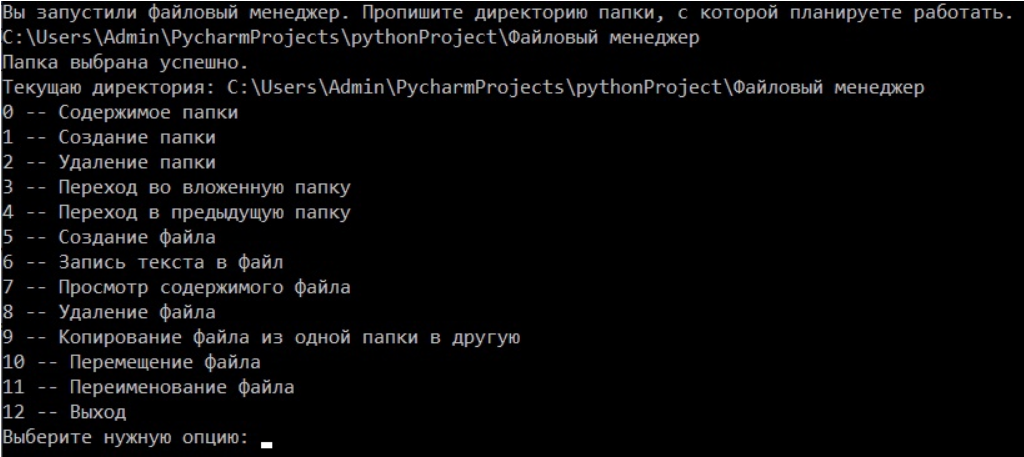 Вы запустили файловый менеджер. Пропишите директорию папки, с которой планируете работать.
C:\Users\Admin\PycharmProjects\pythonProject\Файловый менеджер
Папка выбрана успешно.
Текущаю директория: C:\Users\Admin\PycharmProjects\pythonProject\Файловый менеджер
0 -- Содержимое папки
1 -- Создание папки
2 -- Удаление папки
3 -- Переход во вложенную папку
4 -- Переход в предыдущую папку
5 -- Создание файла
6 -- Запись текста в файл
7 -- Просмотр содержимого файла
8 -- Удаление файла
9 -- Копирование файла из одной папки в другую
10 -- Перемещение файла
11 -- Переименование файла
12 -- Выход
Выберите нужную опцию: